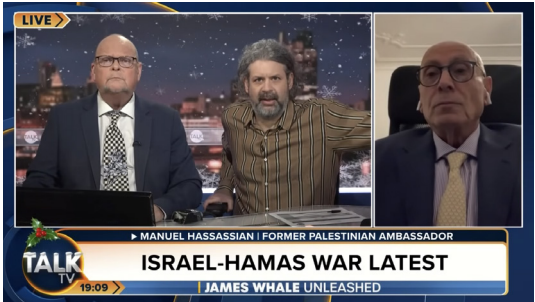 LIVE
MANUEL HASSASSIAN | FORMER PALESTINIAN AMBASSADOR
ISRAEL-HAMAS WAR LATEST
TALK
TV
19:09
JAMES WHALE UNLEASHED